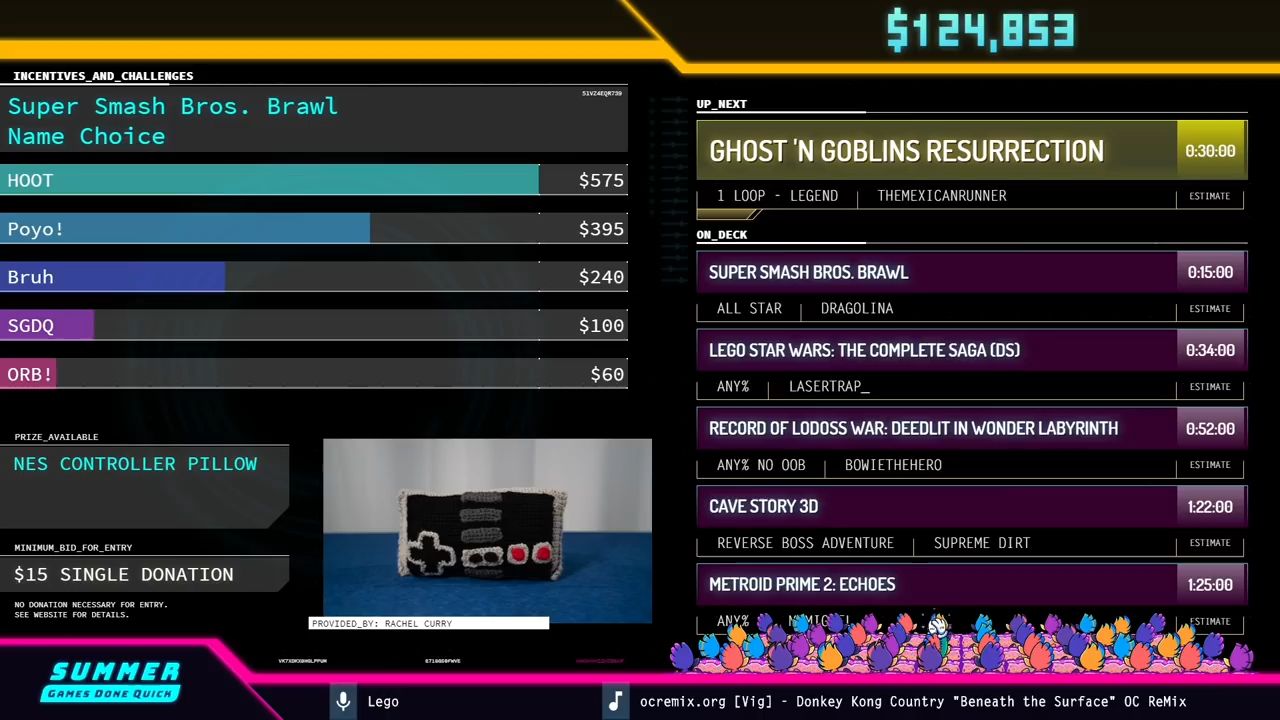 $124,853
INCENTIVES_AND_CHALLENGES
Super Smash Bros. Brawl
Name Choice
HOOT $575
Poyo! $395
Bruh $240
SGDQ $100
ORB! $60
PRIZE_AVAILABLE
NES CONTROLLER PILLOW
MINIMUM_BID_FOR_ENTRY
$15 SINGLE DONATION
NO DONATION NECESSARY FOR ENTRY.
SEE WEBSITE FOR DETAILS.
PROVIDED_BY: RACHEL CURRY
UP_NEXT
GHOST 'N GOBLINS RESURRECTION 0:30:00
1 LOOP - LEGEND THEMEXICANRUNNER ESTIMATE
ON_DECK
SUPER SMASH BROS. BRAWL 0:15:00
ALL STAR DRAGOLINA ESTIMATE
LEGO STAR WARS: THE COMPLETE SAGA (DS) 0:34:00
ANY% LASERTRAP_ ESTIMATE
RECORD OF LODOSS WAR: DEEDLIT IN WONDER LABYRINTH 0:52:00
ANY% NO OOB BOWIETHEHERO ESTIMATE
CAVE STORY 3D 1:22:00
REVERSE BOSS ADVENTURE SUPREME DIRT ESTIMATE
METROID PRIME 2: ECHOES 1:25:00
ANY% ESTIMATE
SUMMER
GAMES DONE QUICK
Lego
ocremix.org [Vig] - Donkey Kong Country "Beneath the Surface" OC ReMix